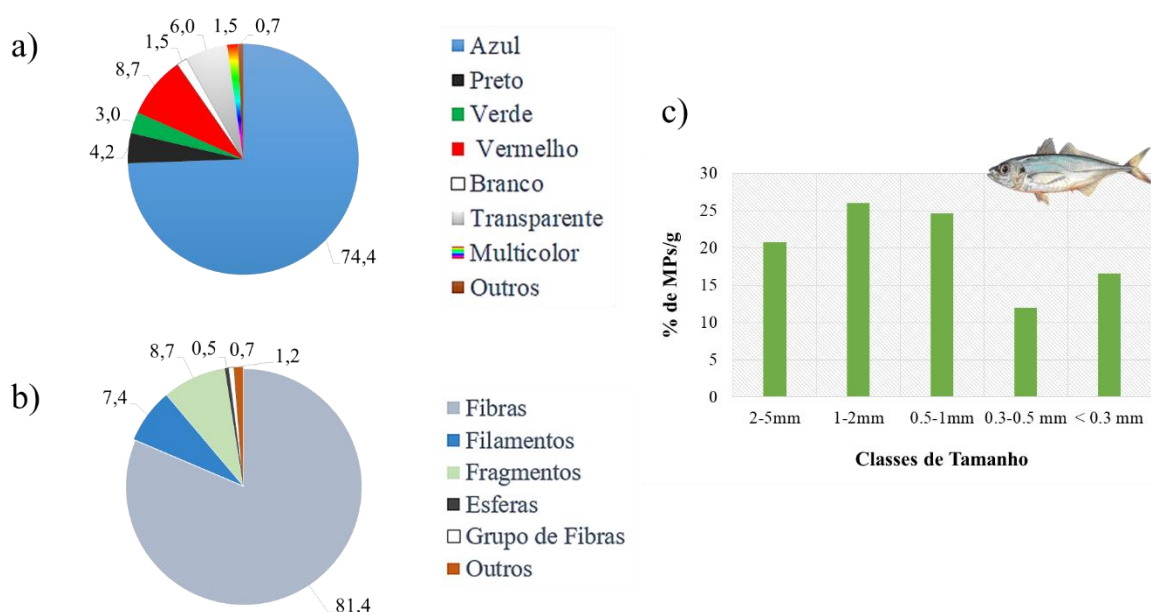 a)
0,7
1,5
6,0
1,5
8,7
3,0
4,2
74,4
Azul
Preto
Verde
Vermelho
Branco
Transparente
Multicolor
Outros
b)
1,2
0,7
0,5
8,7
7,4
81,4
Fibras
Filamentos
Fragmentos
Esferas
Grupo de Fibras
Outros
c)
% de MPs/g
30
25
20
15
10
5
0
2-5mm 1-2mm 0.5-1mm 0.3-0.5 mm < 0.3 mm
Classes de Tamanho